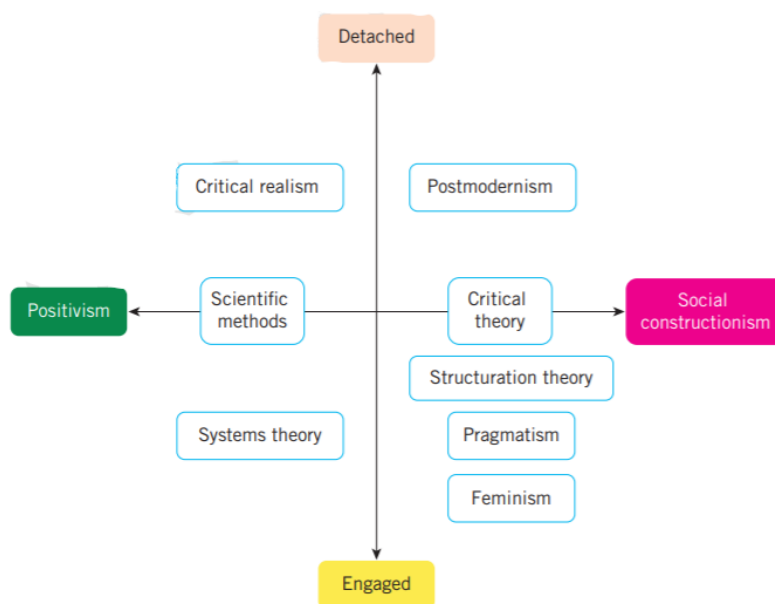 Detached
Critical realism
Postmodernism
Positivism
Scientific
methods
Critical
theory
Social
constructionism
Structuration theory
Systems theory
Pragmatism
Feminism
Engaged